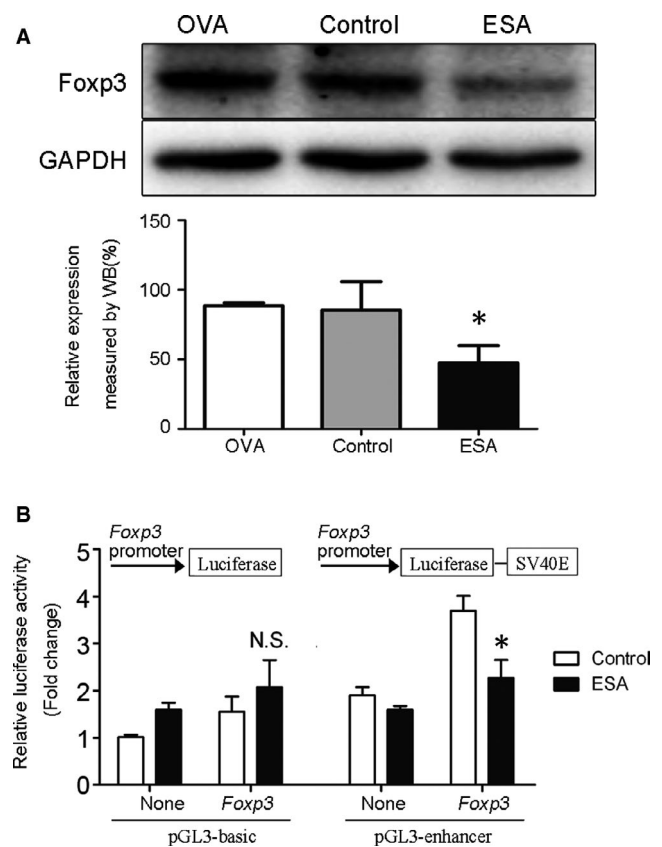 A
OVA Control ESA
Foxp3
GAPDH
Relative expression
measured by WB(%)
150
100
50
0
*
OVA Control ESA
B
Foxp3
promoter
Luciferase
Foxp3
promoter
Luciferase
SV40E
Relative luciferase activity
(Fold change)
5
4
3
2
1
0
N.S.
*
Control
ESA
None Foxp3 None Foxp3
pGL3-basic pGL3-enhancer